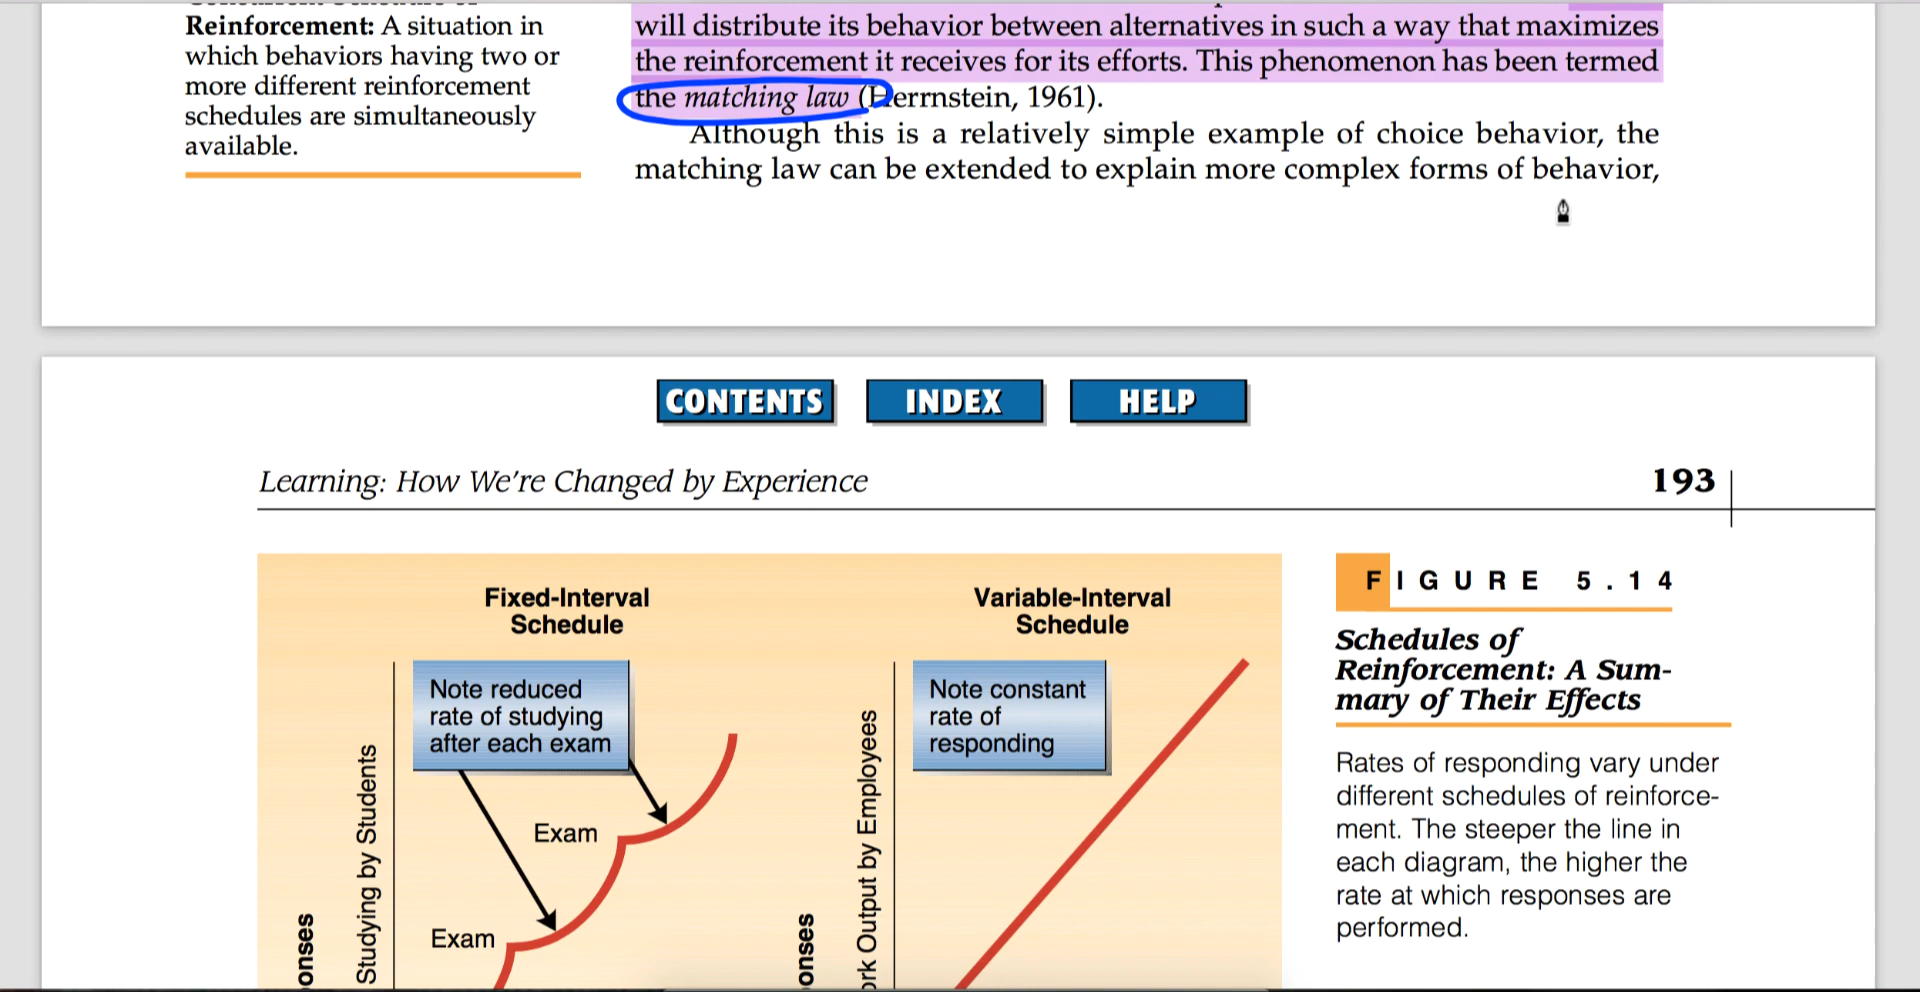 Reinforcement: A situation in
which behaviors having two or
more different reinforcement
schedules are simultaneously
available.
will distribute its behavior between alternatives in such a way that maximizes
the reinforcement it receives for its efforts. This phenomenon has been termed
the matching law (Herrnstein, 1961).
Although this is a relatively simple example of choice behavior, the
matching law can be extended to explain more complex forms of behavior,
CONTENTS INDEX HELP
Learning: How We're Changed by Experience 193
Fixed-Interval
Schedule
Note reduced
rate of studying
after each exam
Exam
Exam
Studying by Students
onses
Variable-Interval
Schedule
Note constant
rate of
responding
rk Output by Employees
onses
FIGURE 5.14
Schedules of
Reinforcement: A Sum-
mary of Their Effects
Rates of responding vary under
different schedules of reinforce-
ment. The steeper the line in
each diagram, the higher the
rate at which responses are
performed.